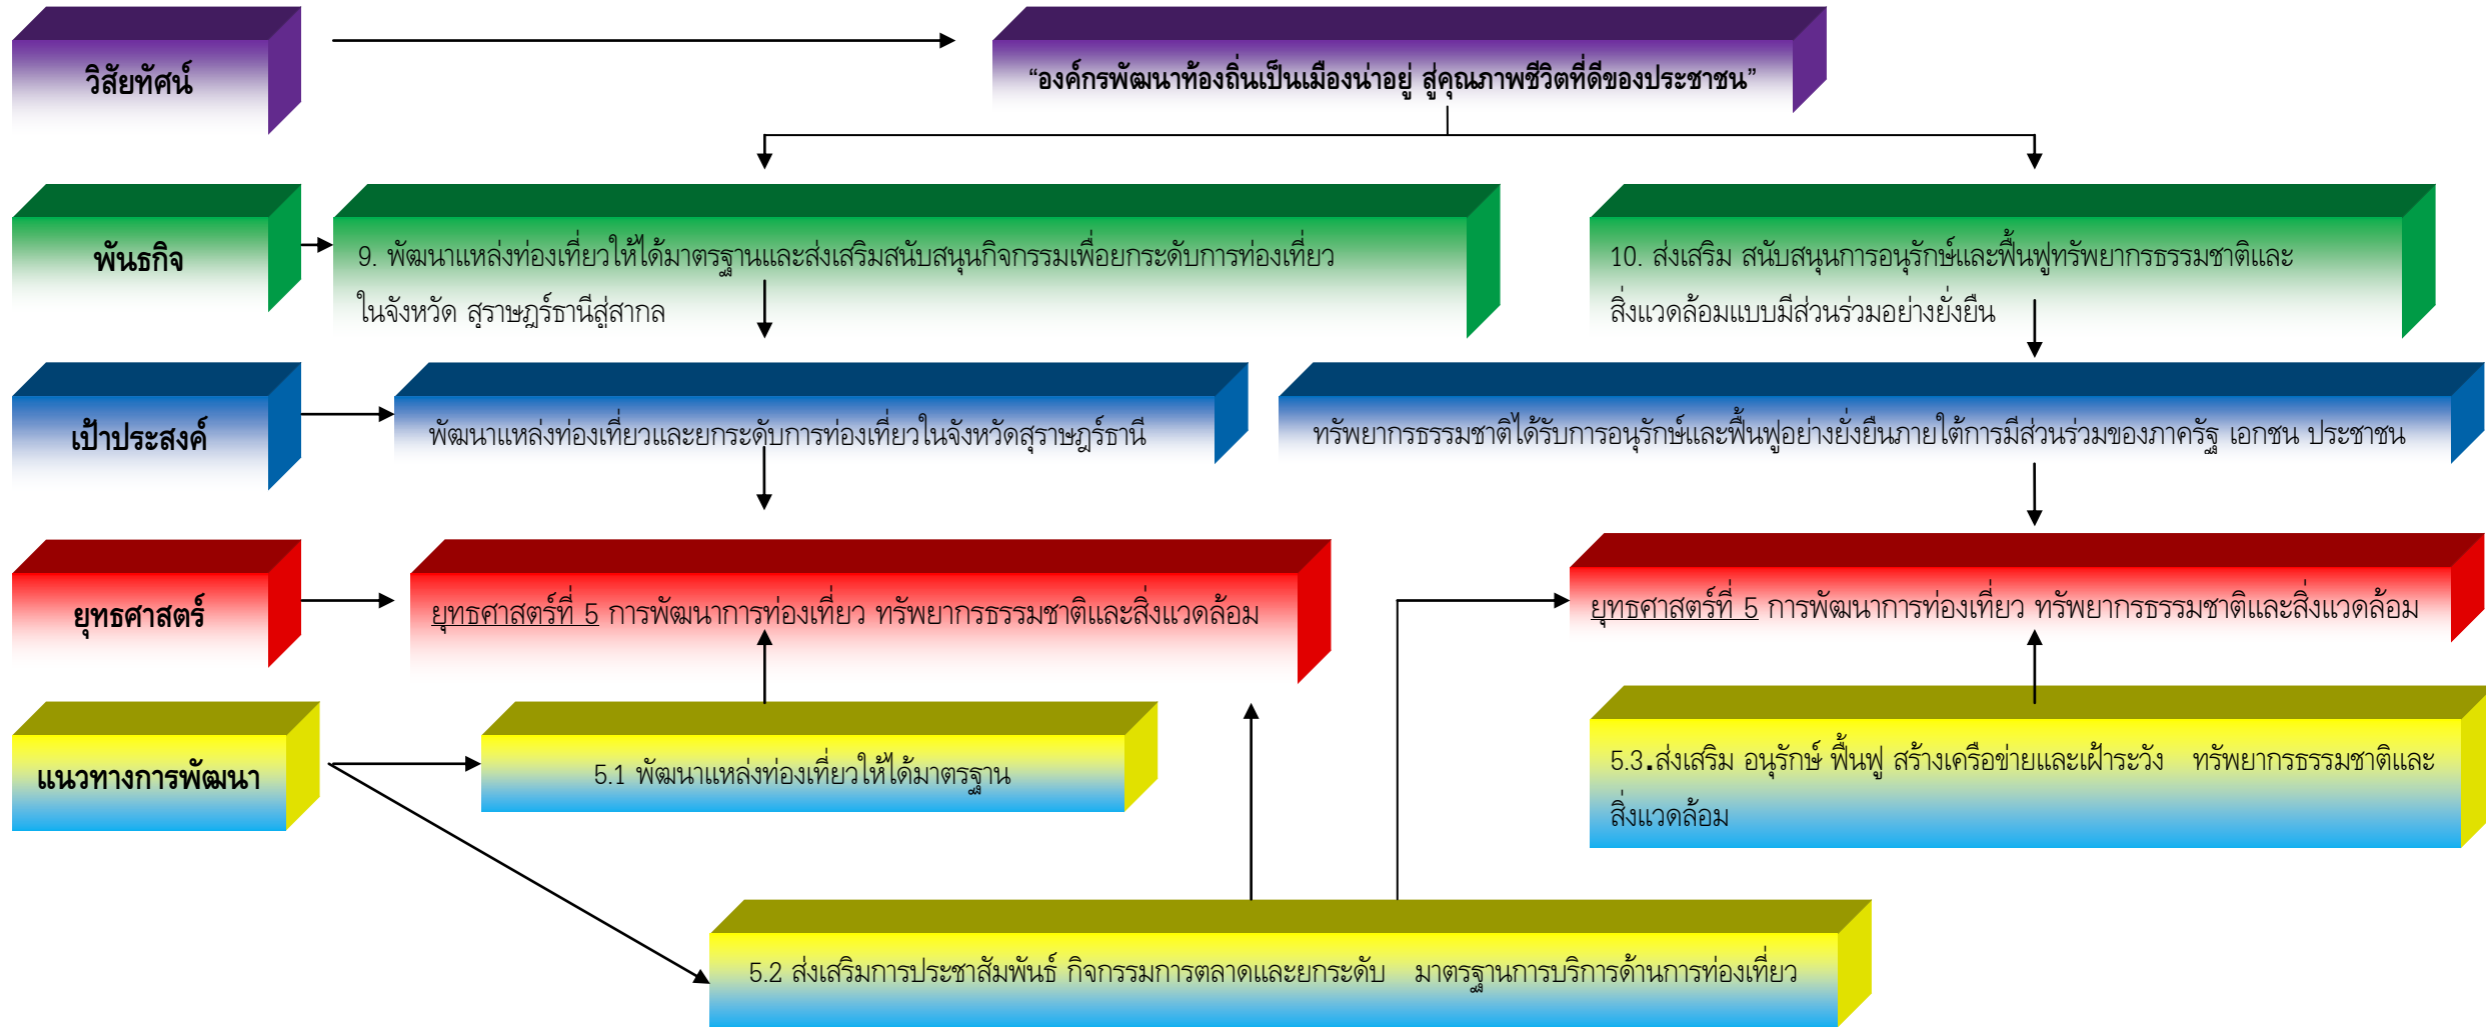 วิสัยทัศน์
“องค์กรพัฒนาท้องถิ่นเป็นเมืองน่าอยู่ สู่คุณภาพชีวิตที่ดีของประชาชน”
พันธกิจ
9. พัฒนาแหล่งท่องเที่ยวให้ได้มาตรฐานและส่งเสริมสนับสนุนกิจกรรมเพื่อยกระดับการท่องเที่ยว
ในจังหวัด สุราษฎร์ธานีสู่สากล
10. ส่งเสริม สนับสนุนการอนุรักษ์และฟื้นฟูทรัพยากรธรรมชาติและ
สิ่งแวดล้อมแบบมีส่วนร่วมอย่างยั่งยืน
เป้าประสงค์
พัฒนาแหล่งท่องเที่ยวและยกระดับการท่องเที่ยวในจังหวัดสุราษฎร์ธานี
ทรัพยากรธรรมชาติได้รับการอนุรักษ์และฟื้นฟูอย่างยั่งยืนภายใต้การมีส่วนร่วมของภาครัฐ เอกชน ประชาชน
ยุทธศาสตร์
ยุทธศาสตร์ที่ 5 การพัฒนาการท่องเที่ยว ทรัพยากรธรรมชาติและสิ่งแวดล้อม
ยุทธศาสตร์ที่ 5 การพัฒนาการท่องเที่ยว ทรัพยากรธรรมชาติและสิ่งแวดล้อม
แนวทางการพัฒนา
5.1 พัฒนาแหล่งท่องเที่ยวให้ได้มาตรฐาน
5.3.ส่งเสริม อนุรักษ์ ฟื้นฟู สร้างเครือข่ายและเฝ้าระวัง ทรัพยากรธรรมชาติและ
สิ่งแวดล้อม
5.2 ส่งเสริมการประชาสัมพันธ์ กิจกรรมการตลาดและยกระดับ มาตรฐานการบริการด้านการท่องเที่ยว